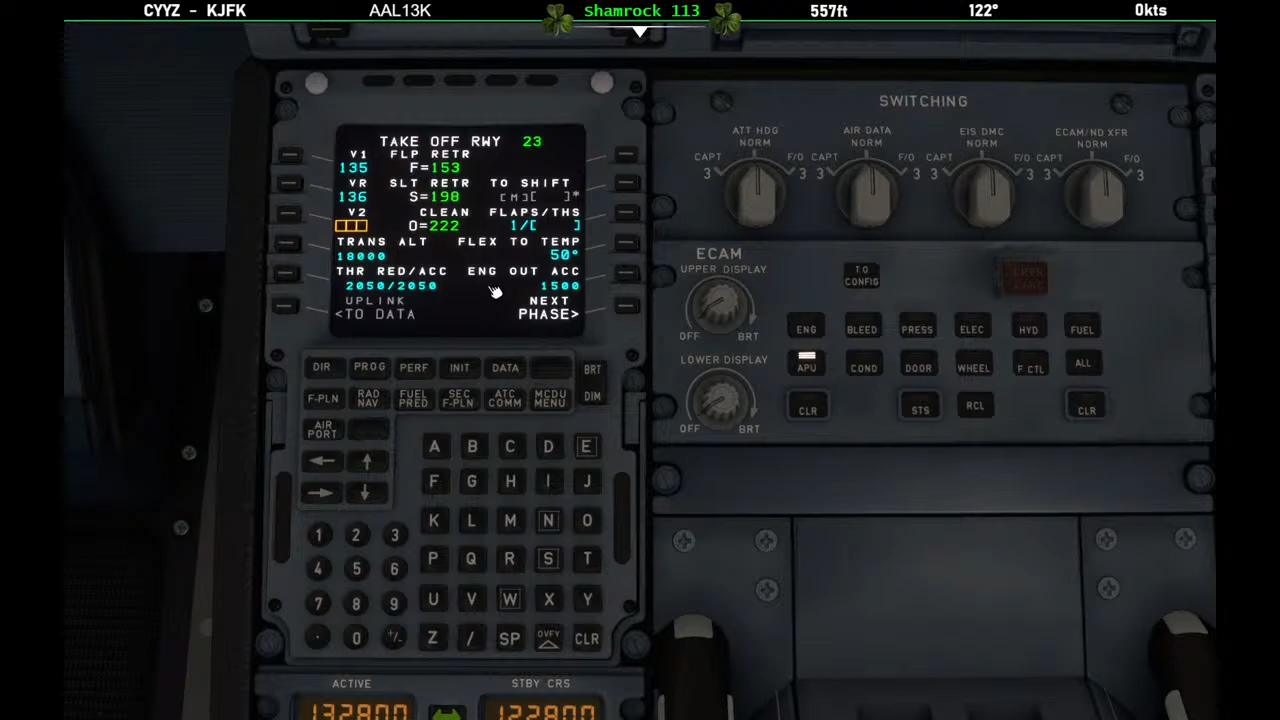 CYYZ - KJFK AAL13K Shamrock 113 557ft 122° 0kts
TAKE OFF RWY 23
V1 FLP RETR
135 F=153
VR SLT RETR TO SHIFT
136 S=198 [M][ ]*
V2 CLEAN FLAPS/THS
O=222 1/[ ]
TRANS ALT FLEX TO TEMP
18000 50°
THR RED/ACC ENG OUT ACC
2050/2050 1500
UPLINK NEXT
<TO DATA PHASE>
DIR PROG PERF INIT DATA
BRT
DIM
F-PLN RAD NAV FUEL PRED SEC F-PLN ATC COMM MCDU MENU
AIR PORT
← ↑
→ ↓
A B C D E
F G H I J
K L M N O
P Q R S T
U V W X Y
Z / SP OVFY CLR
1 2 3
4 5 6
7 8 9
. 0 +/-
ACTIVE STBY CRS
132800 122800
SWITCHING
ATT HDG AIR DATA EIS DMC ECAM/ND XFR
NORM NORM NORM NORM
CAPT F/O CAPT F/O CAPT F/O CAPT F/O
3 3 3 3 3 3 3 3
ECAM
UPPER DISPLAY
OFF BRT
LOWER DISPLAY
OFF BRT
T.O CONFIG
ENG BLEED PRESS ELEC HYD FUEL
APU COND DOOR WHEEL F CTL ALL
CLR STS RCL CLR